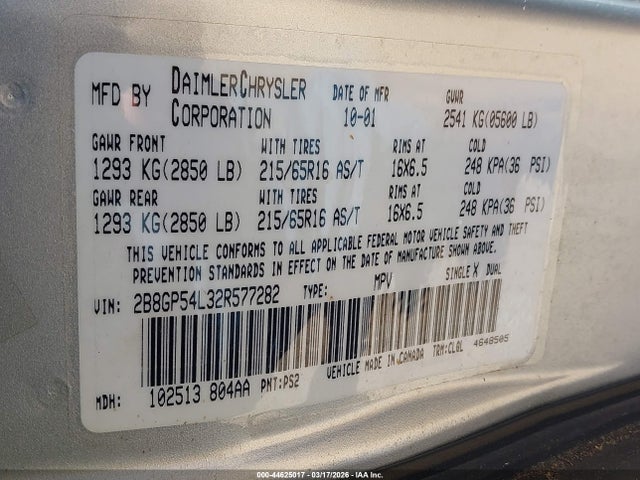 MFD BY DAIMLERCHRYSLER CORPORATION DATE OF MFR 10-01 GVWR 2541 KG(05600 LB)
GAWR FRONT WITH TIRES RIMS AT COLD
1293 KG(2850 LB) 215/65R16 AS/T 16X6.5 248 KPA(36 PSI)
GAWR REAR WITH TIRES RIMS AT COLD
1293 KG(2850 LB) 215/65R16 AS/T 16X6.5 248 KPA(36 PSI)
THIS VEHICLE CONFORMS TO ALL APPLICABLE FEDERAL MOTOR VEHICLE SAFETY AND THEFT
PREVENTION STANDARDS IN EFFECT ON THE DATE OF MANUFACTURE SHOWN ABOVE.
VIN: 2B8GP54L32R577282 TYPE: MPV SINGLE X DUAL
MDH: 102513 804AA PNT:PS2 VEHICLE MADE IN CANADA TRM:CLGL 4648505
000-44625017 — 03/17/2026 — IAA Inc.